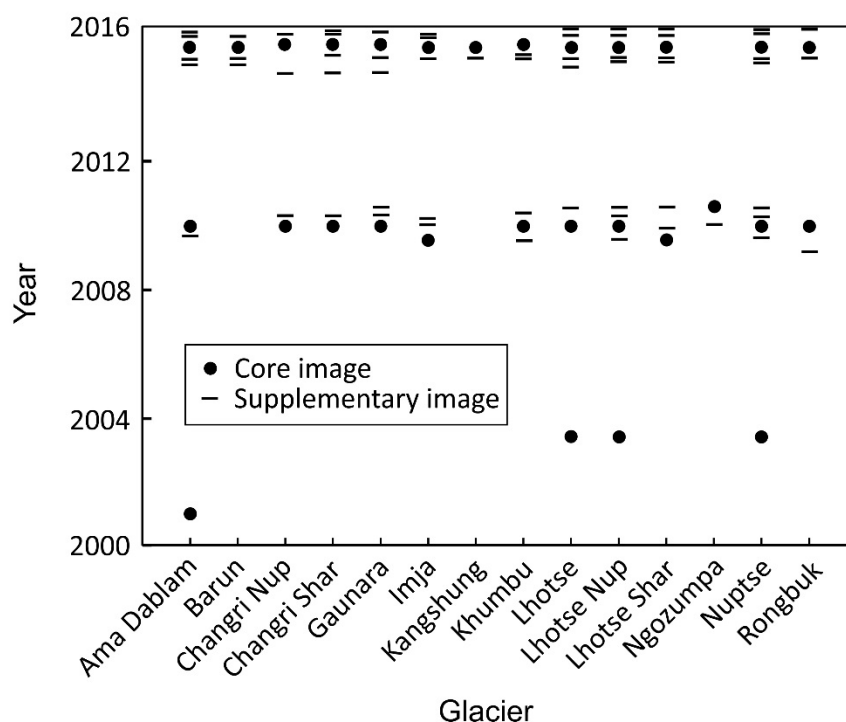 2016
2012
2008
2004
2000
Year
Core image
Supplementary image
Ama Dablam
Barun
Changri Nup
Changri Shar
Gaunara
Imja
Kangshung
Khumbu
Lhotse
Lhotse Nup
Lhotse Shar
Ngozumpa
Nuptse
Rongbuk
Glacier